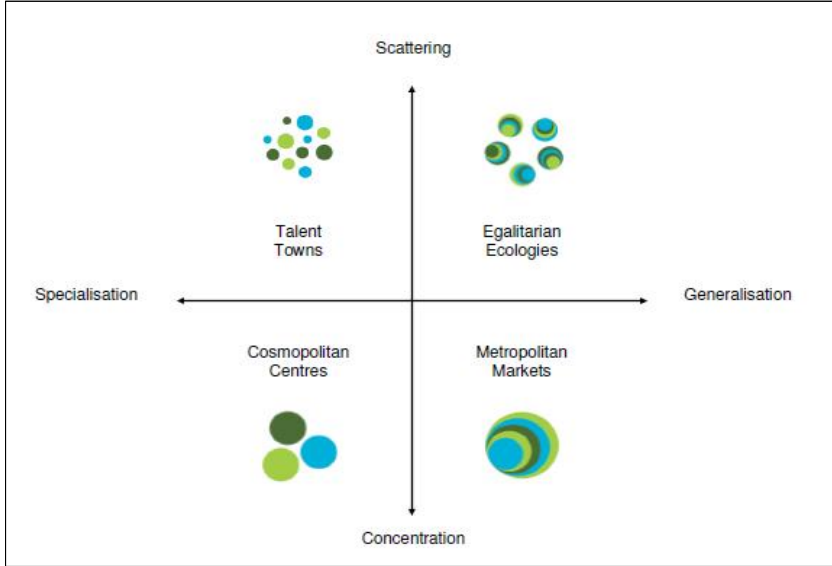 Scattering
Talent
Towns
Egalitarian
Ecologies
Specialisation
Generalisation
Cosmopolitan
Centres
Metropolitan
Markets
Concentration